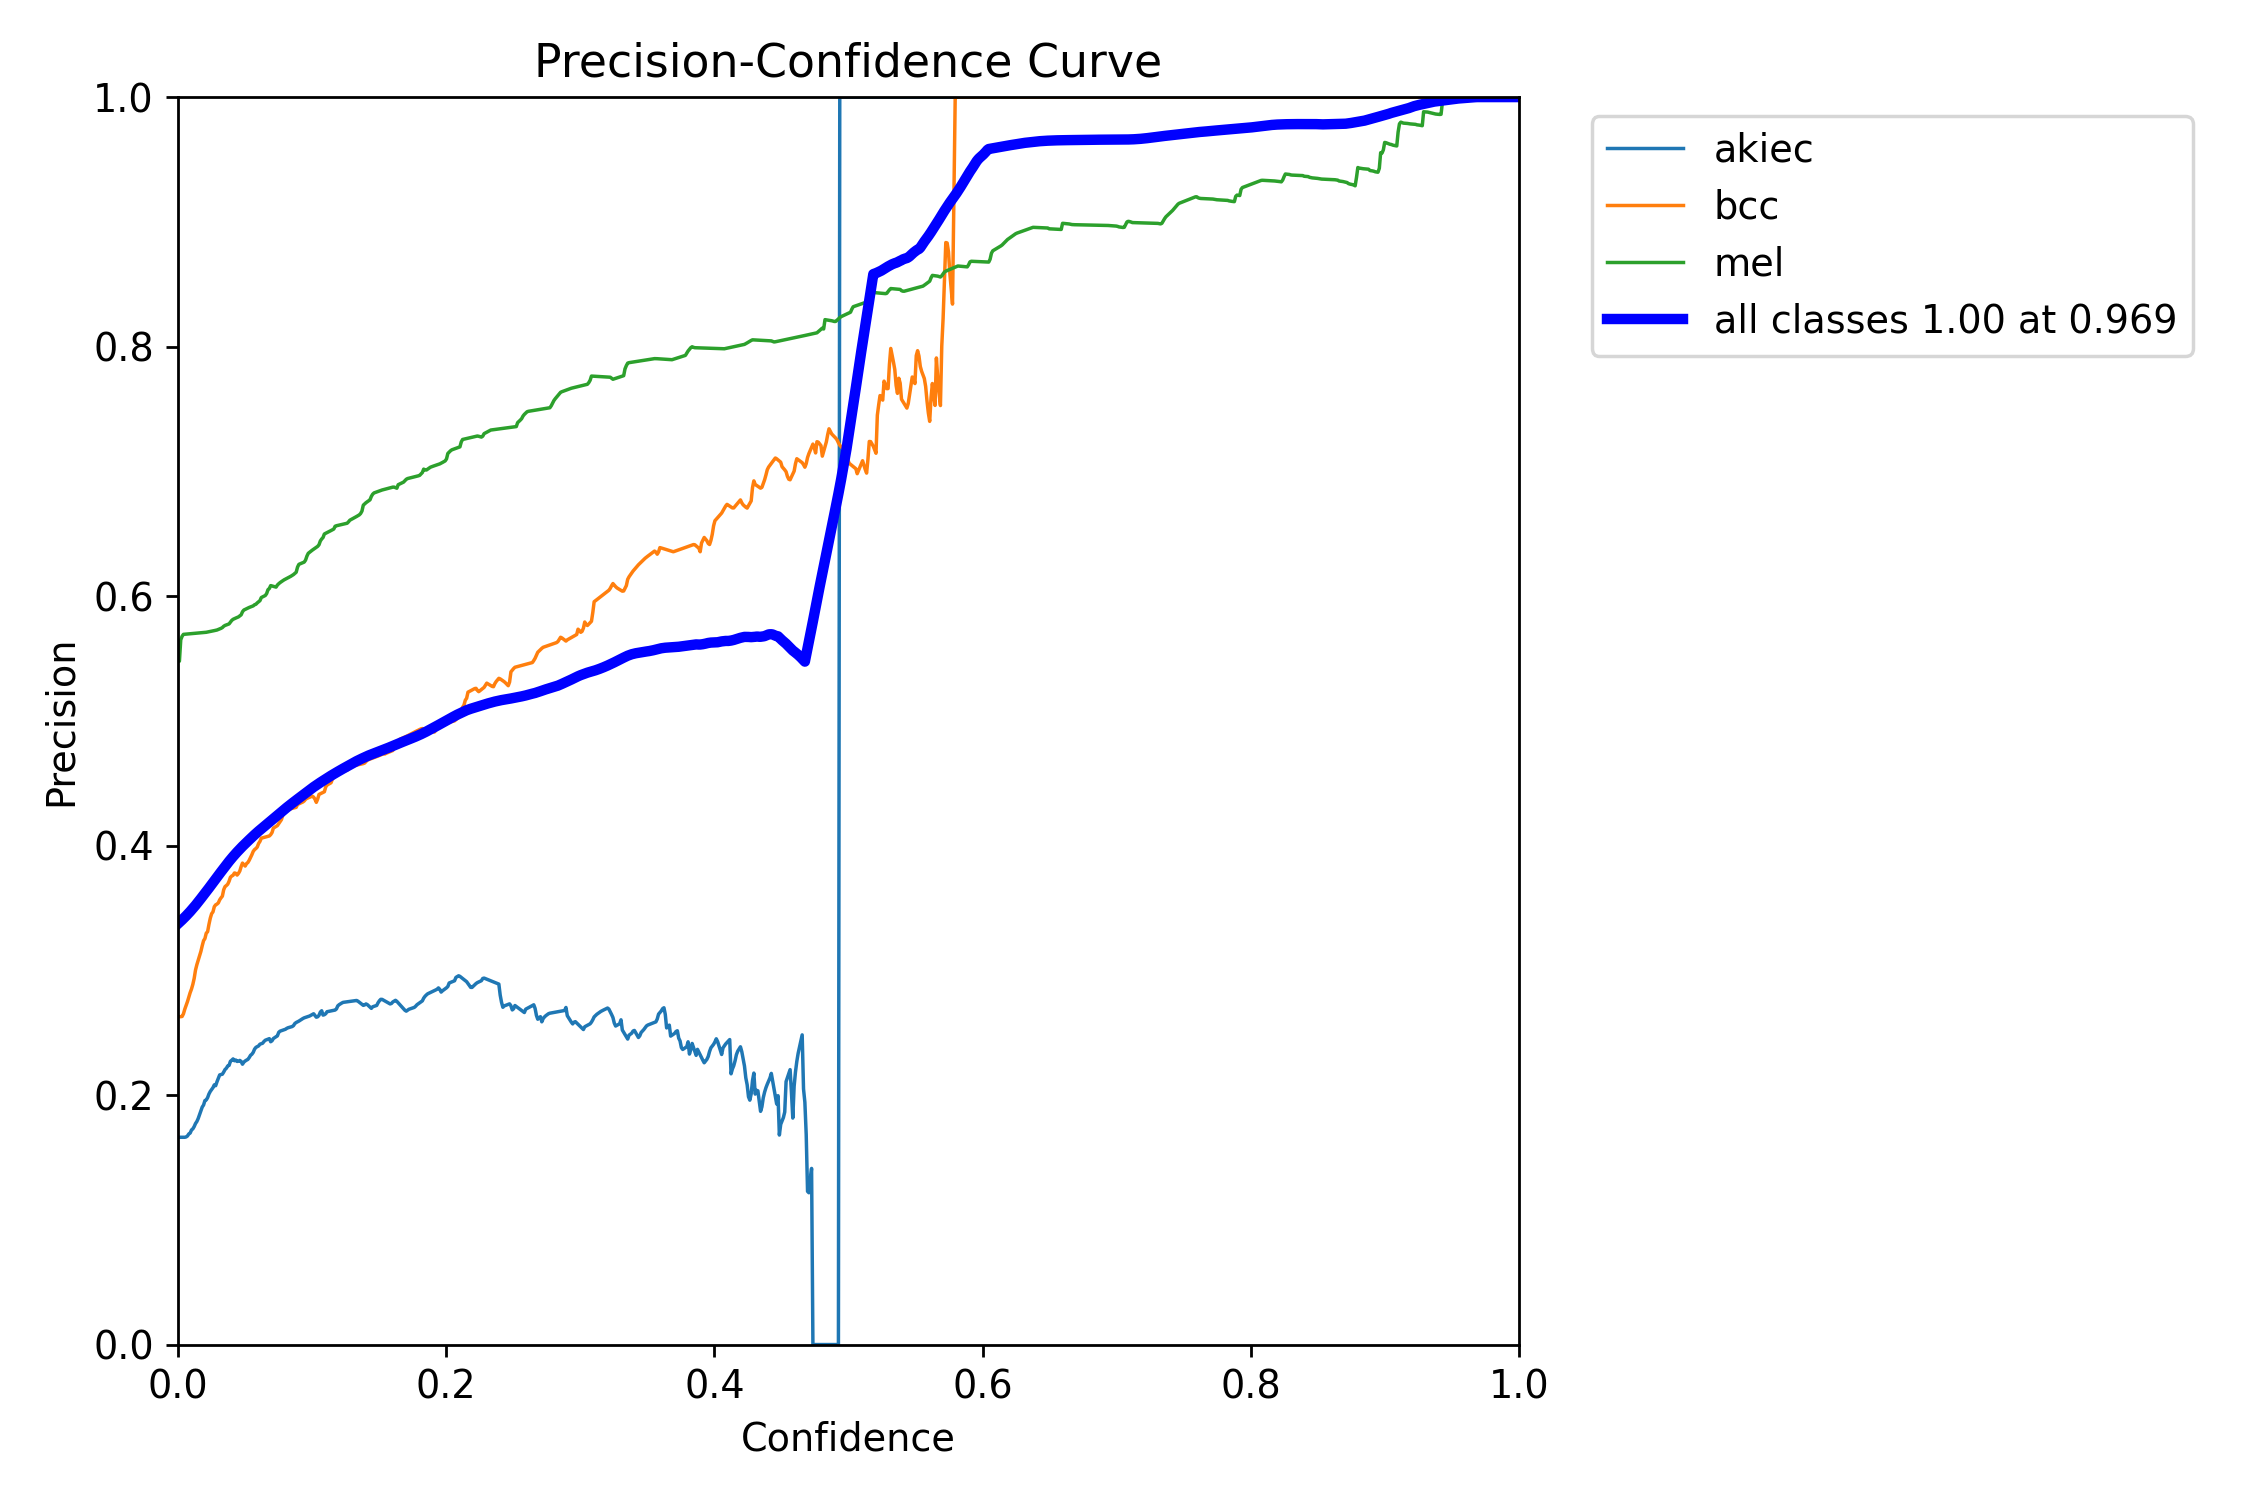 Precision-Confidence Curve
1.0
0.8
0.6
0.4
0.2
0.0
Precision
0.0 0.2 0.4 0.6 0.8 1.0
Confidence
akiec
bcc
mel
all classes 1.00 at 0.969